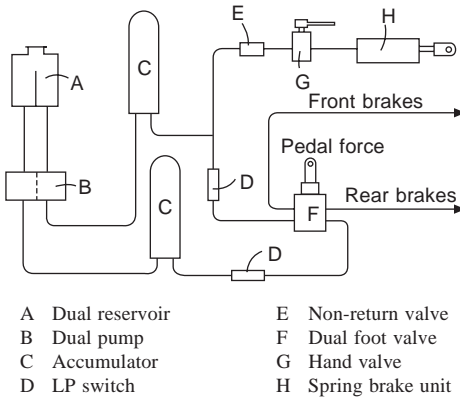 E
H
A
C
G
Front brakes
Pedal force
B
C
D
F
Rear brakes
D
A Dual reservoir
B Dual pump
C Accumulator
D LP switch
E Non-return valve
F Dual foot valve
G Hand valve
H Spring brake unit